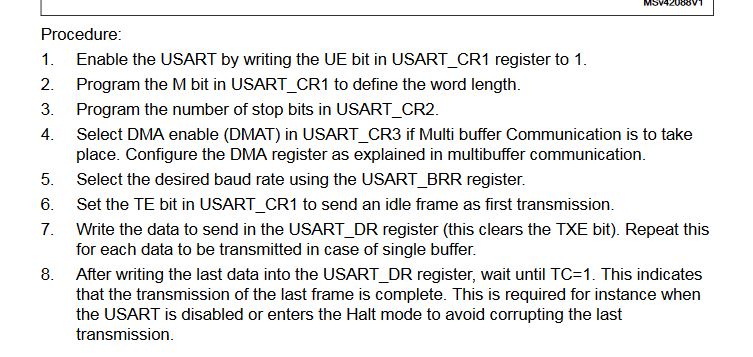 MSv42088V1
Procedure:
1. Enable the USART by writing the UE bit in USART_CR1 register to 1.
2. Program the M bit in USART_CR1 to define the word length.
3. Program the number of stop bits in USART_CR2.
4. Select DMA enable (DMAT) in USART_CR3 if Multi buffer Communication is to take
place. Configure the DMA register as explained in multibuffer communication.
5. Select the desired baud rate using the USART_BRR register.
6. Set the TE bit in USART_CR1 to send an idle frame as first transmission.
7. Write the data to send in the USART_DR register (this clears the TXE bit). Repeat this
for each data to be transmitted in case of single buffer.
8. After writing the last data into the USART_DR register, wait until TC=1. This indicates
that the transmission of the last frame is complete. This is required for instance when
the USART is disabled or enters the Halt mode to avoid corrupting the last
transmission.